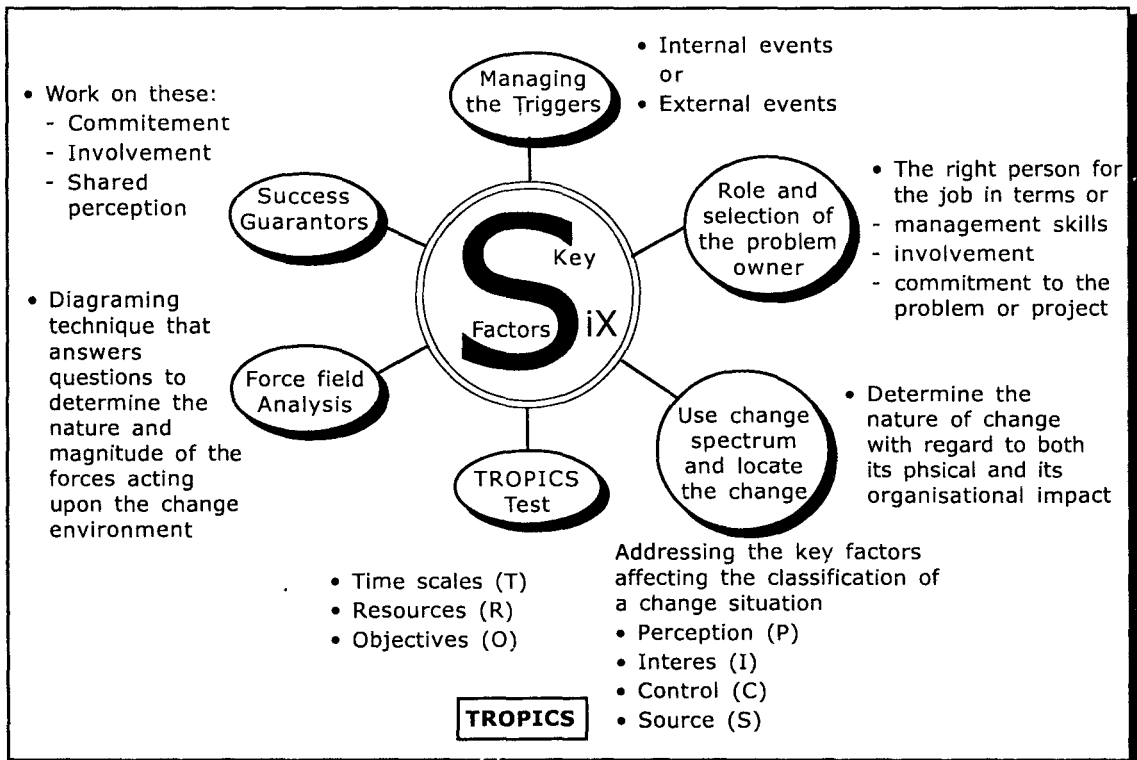 Managing
the Triggers
• Internal events
or
• External events
• Work on these:
- Commitement
- Involvement
- Shared
perception
Success
Guarantors
Role and
selection of
the problem
owner
• The right person for
the job in terms or
- management skills
- involvement
- commitment to the
problem or project
Key
Factors
SiX
• Diagraming
technique that
answers
questions to
determine the
nature and
magnitude of the
forces acting
upon the change
environment
Force field
Analysis
Use change
spectrum
and locate
the change
• Determine the
nature of change
with regard to both
its phsical and its
organisational impact
TROPICS
Test
Addressing the key factors
affecting the classification of
a change situation
• Time scales (T)
• Resources (R)
• Objectives (O)
• Perception (P)
• Interes (I)
• Control (C)
• Source (S)
TROPICS